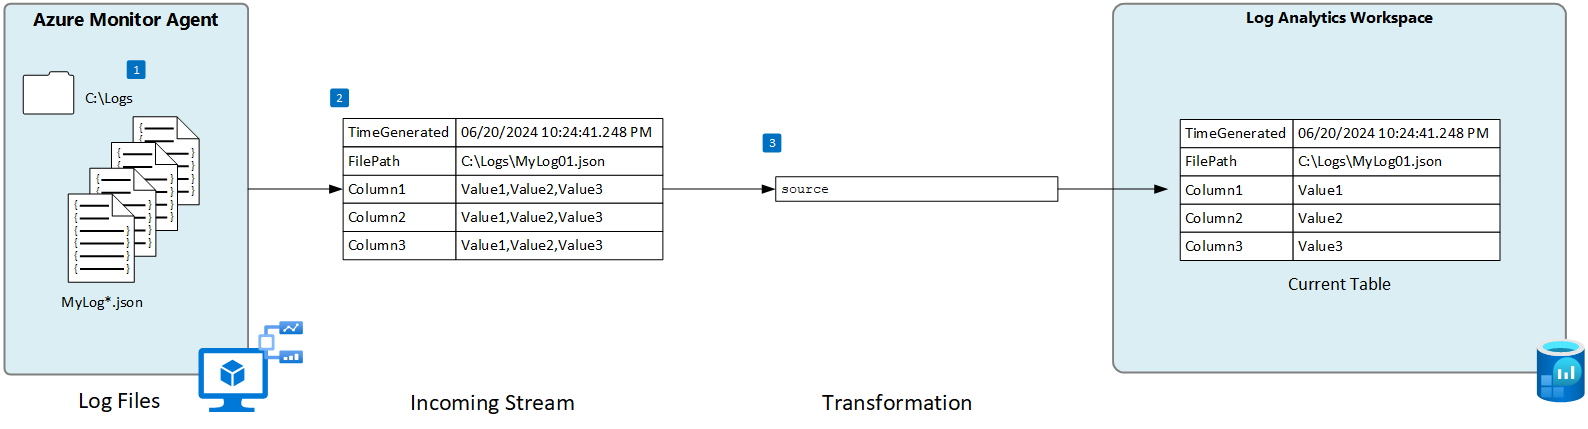 Azure Monitor Agent
1
C:\Logs
MyLog*.json
Log Files
2
TimeGenerated 06/20/2024 10:24:41.248 PM
FilePath C:\Logs\MyLog01.json
Column1 Value1,Value2,Value3
Column2 Value1,Value2,Value3
Column3 Value1,Value2,Value3
Incoming Stream
3
source
Transformation
Log Analytics Workspace
TimeGenerated 06/20/2024 10:24:41.248 PM
FilePath C:\Logs\MyLog01.json
Column1 Value1
Column2 Value2
Column3 Value3
Current Table